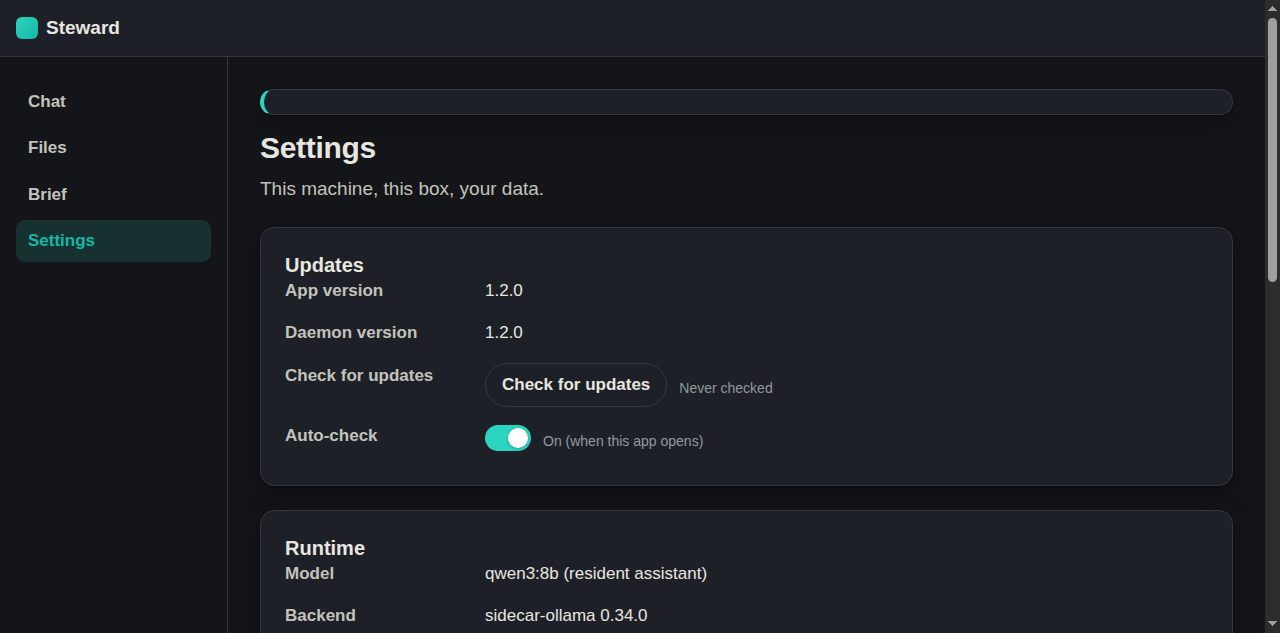 Steward
Chat
Files
Brief
Settings
Settings
This machine, this box, your data.
Updates
App version 1.2.0
Daemon version 1.2.0
Check for updates Check for updates Never checked
Auto-check On (when this app opens)
Runtime
Model qwen3:8b (resident assistant)
Backend sidecar-ollama 0.34.0